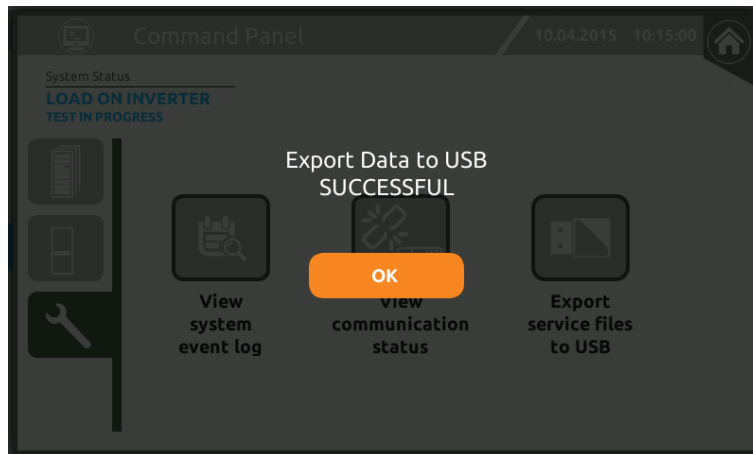 Command Panel
10.04.2015 10:15:00
System Status
LOAD ON INVERTER
TEST IN PROGRESS
Export Data to USB
SUCCESSFUL
OK
View
system
event log
View
communication
status
Export
service files
to USB